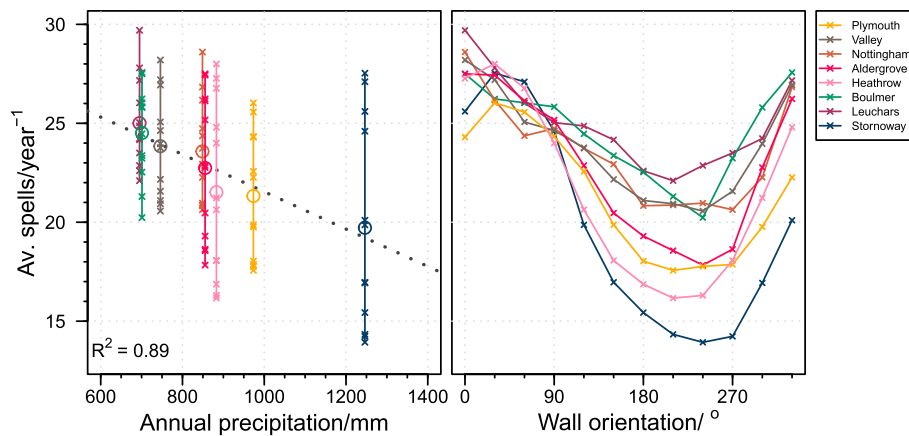 Av. spells/year⁻¹
30
25
20
15
R² = 0.89
600 800 1000 1200 1400
Annual precipitation/mm
0 90 180 270
Wall orientation/ °
Plymouth
Valley
Nottingham
Aldergrove
Heathrow
Boulmer
Leuchars
Stornoway